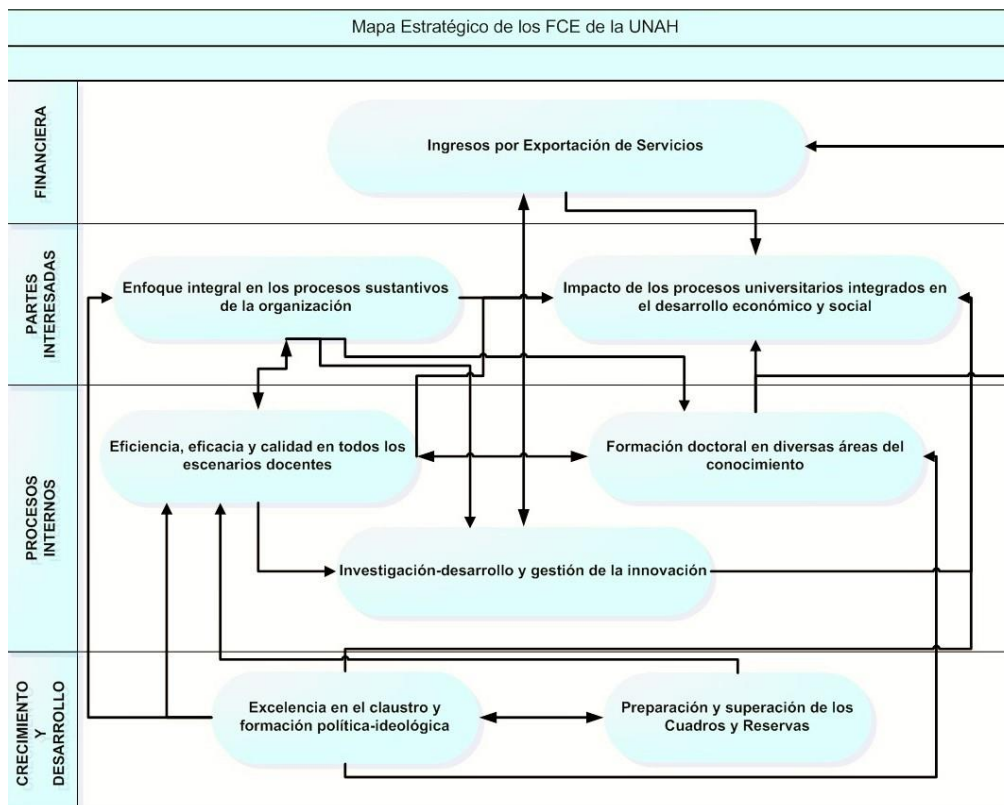 Mapa Estratégico de los FCE de la UNAH
FINANCIERA
Ingresos por Exportación de Servicios
PARTES
INTERESADAS
Enfoque integral en los procesos sustantivos
de la organización
Impacto de los procesos universitarios integrados en
el desarrollo económico y social
PROCESOS
INTERNOS
Eficiencia, eficacia y calidad en todos los
escenarios docentes
Formación doctoral en diversas áreas del
conocimiento
Investigación-desarrollo y gestión de la innovación
CRECIMIENTO
Y
DESARROLLO
Excelencia en el claustro y
formación política-ideológica
Preparación y superación de los
Cuadros y Reservas